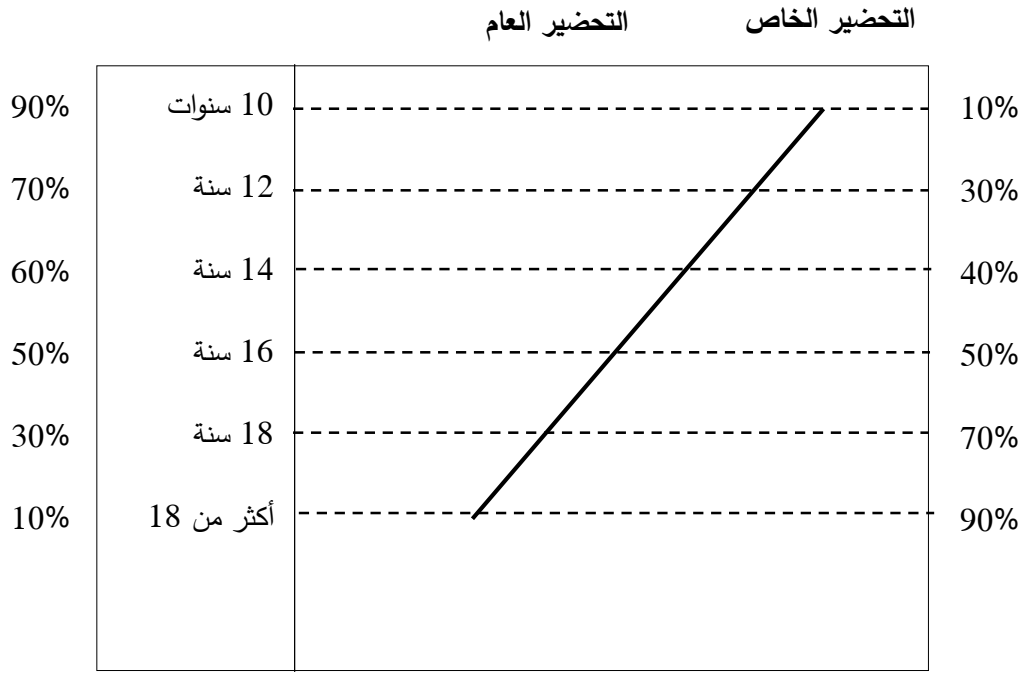 التحضير الخاص التحضير العام
10% 10 سنوات 90%
30% 12 سنة 70%
40% 14 سنة 60%
50% 16 سنة 50%
70% 18 سنة 30%
90% أكثر من 18 10%